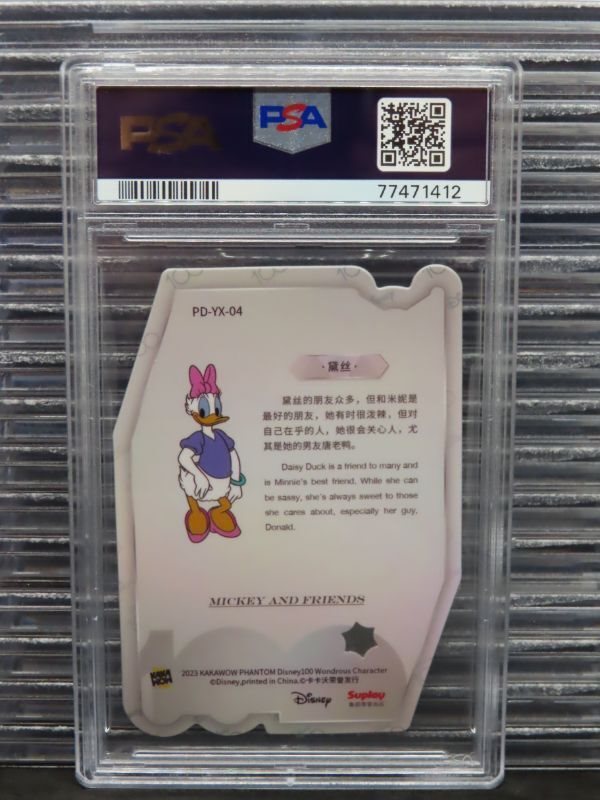 PSA
PSA
77471412
PD-YX-04
·黛丝·
黛丝的朋友众多，但和米妮是
最好的朋友，她有时很泼辣，但对
自己在乎的人，她很会关心人，尤
其是她的男友唐老鸭。
Daisy Duck is a friend to many and
is Minnie's best friend. While she can
be sassy, she's always sweet to those
she cares about, especially her guy,
Donald.
MICKEY AND FRIENDS
100
KAKA
WOW
2023 KAKAWOW PHANTOM Disney100 Wondrous Character
©Disney,printed in China.©卡卡沃荣誉发行
Disney
Suplay